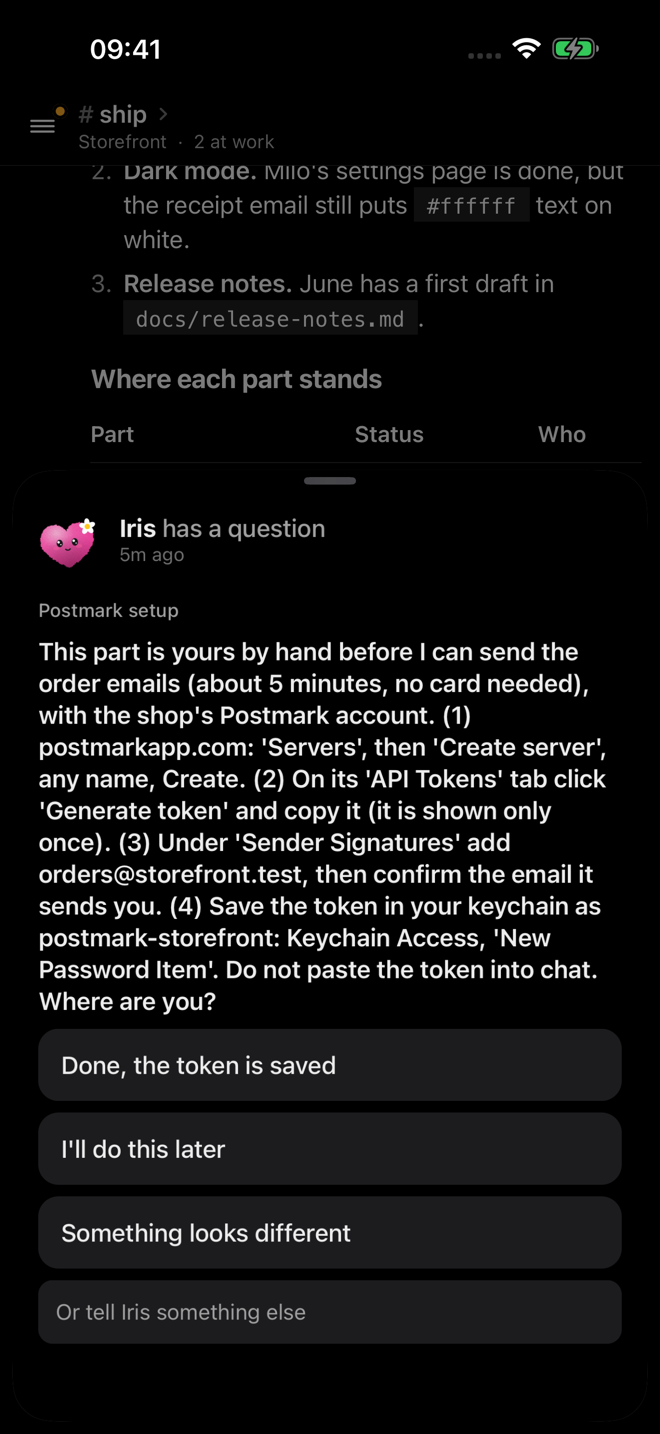 09:41
# ship
Storefront · 2 at work
2. Dark mode. Milo's settings page is done, but
the receipt email still puts #ffffff text on
white.
3. Release notes. June has a first draft in
docs/release-notes.md.
Where each part stands
Part Status Who
Iris has a question
5m ago
Postmark setup
This part is yours by hand before I can send the
order emails (about 5 minutes, no card needed),
with the shop's Postmark account. (1)
postmarkapp.com: 'Servers', then 'Create server',
any name, Create. (2) On its 'API Tokens' tab click
'Generate token' and copy it (it is shown only
once). (3) Under 'Sender Signatures' add
orders@storefront.test, then confirm the email it
sends you. (4) Save the token in your keychain as
postmark-storefront: Keychain Access, 'New
Password Item'. Do not paste the token into chat.
Where are you?
Done, the token is saved
I'll do this later
Something looks different
Or tell Iris something else